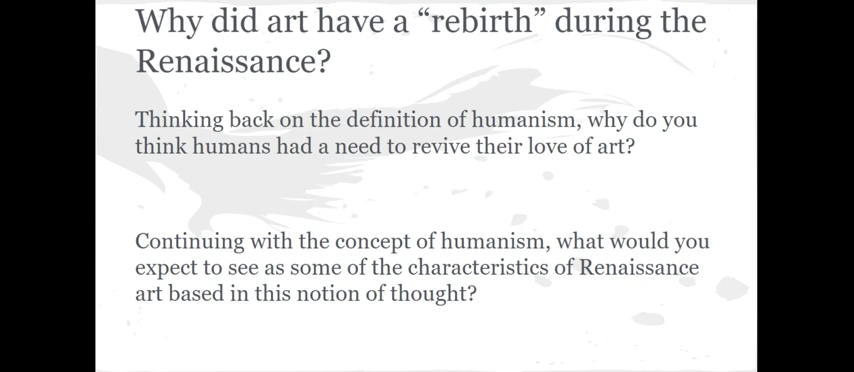 Why did art have a “rebirth” during the
Renaissance?
Thinking back on the definition of humanism, why do you
think humans had a need to revive their love of art?
Continuing with the concept of humanism, what would you
expect to see as some of the characteristics of Renaissance
art based in this notion of thought?